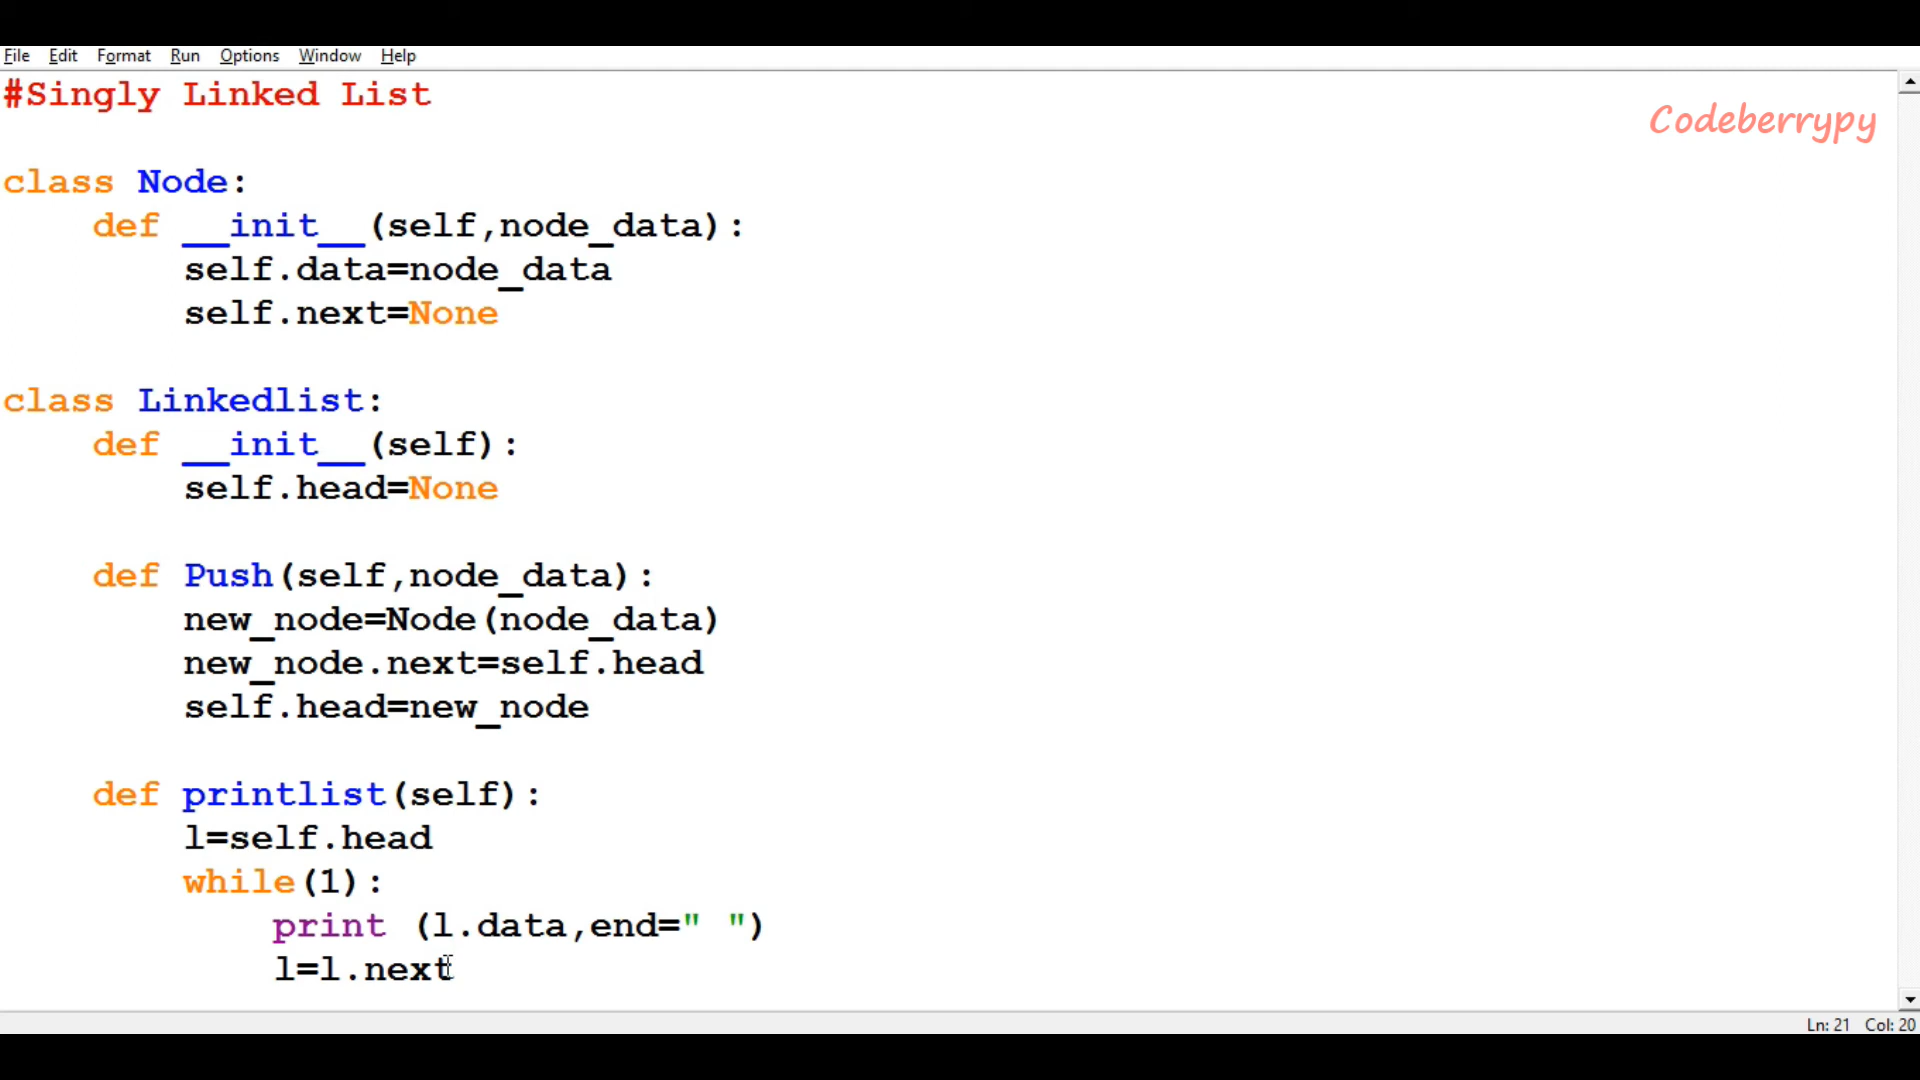 File Edit Format Run Options Window Help
#Singly Linked List
Codeberrypy
class Node:
    def __init__(self,node_data):
        self.data=node_data
        self.next=None
class Linkedlist:
    def __init__(self):
        self.head=None
    def Push(self,node_data):
        new_node=Node(node_data)
        new_node.next=self.head
        self.head=new_node
    def printlist(self):
        l=self.head
        while(1):
            print (l.data,end=" ")
            l=l.next
Ln: 21 Col: 20